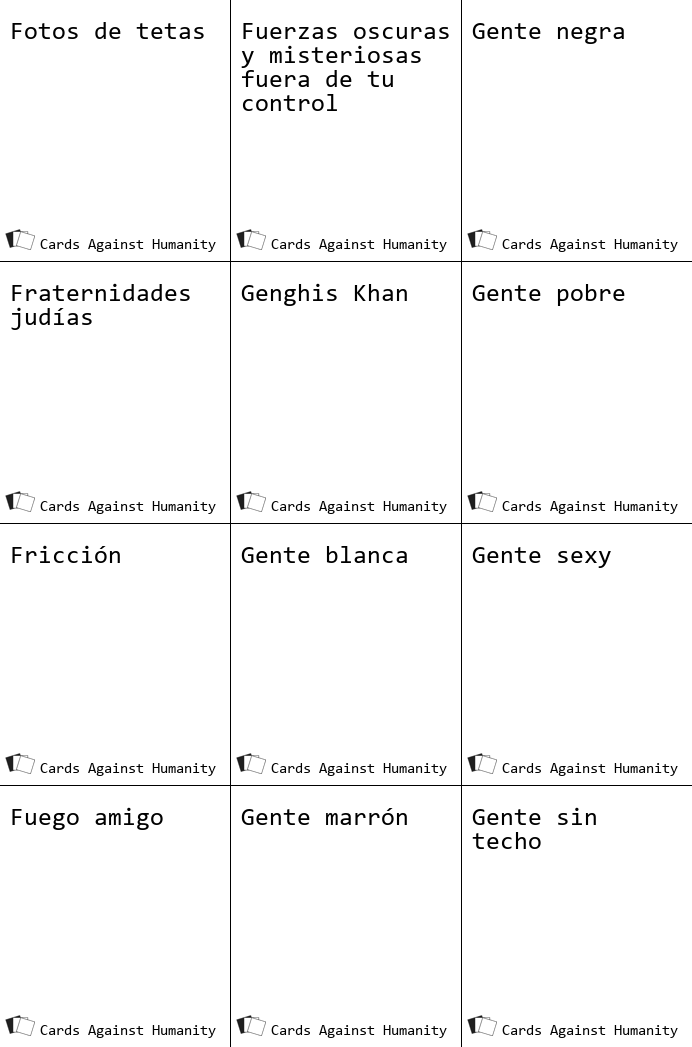 Fotos de tetas
Cards Against Humanity
Fuerzas oscuras
y misteriosas
fuera de tu
control
Cards Against Humanity
Gente negra
Cards Against Humanity
Fraternidades
judías
Cards Against Humanity
Genghis Khan
Cards Against Humanity
Gente pobre
Cards Against Humanity
Fricción
Cards Against Humanity
Gente blanca
Cards Against Humanity
Gente sexy
Cards Against Humanity
Fuego amigo
Cards Against Humanity
Gente marrón
Cards Against Humanity
Gente sin
techo
Cards Against Humanity